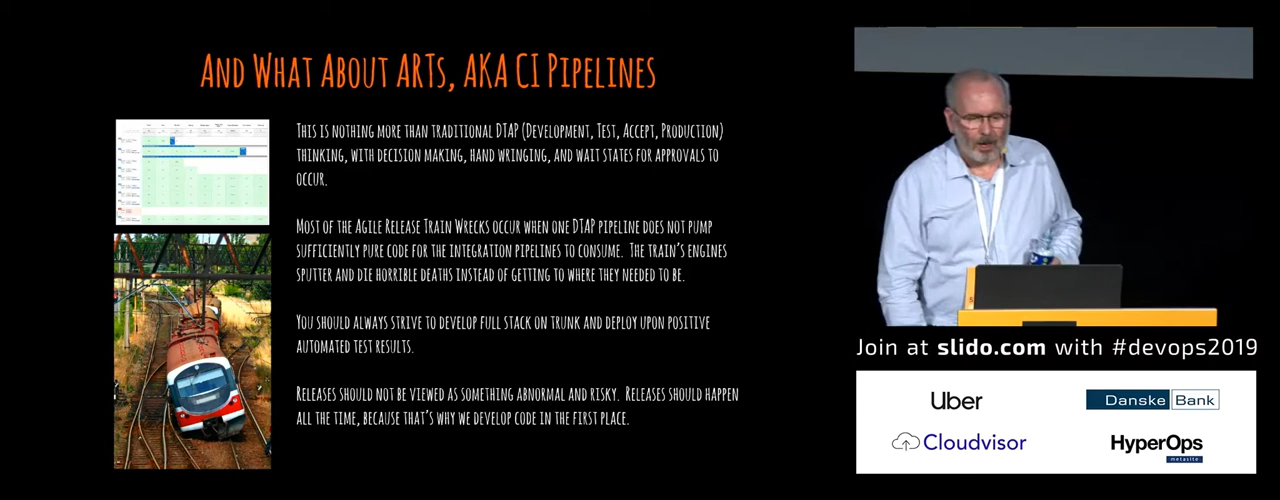 And What About ARTs, AKA CI Pipelines
This is nothing more than traditional DTAP (Development, Test, Accept, Production)
thinking, with decision making, hand wringing, and wait states for approvals to
occur.
Most of the Agile Release Train Wrecks occur when one DTAP pipeline does not pump
sufficiently pure code for the integration pipelines to consume. The train's engines
sputter and die horrible deaths instead of getting to where they needed to be.
You should always strive to develop full stack on trunk and deploy upon positive
automated test results.
Releases should not be viewed as something abnormal and risky. Releases should happen
all the time, because that's why we develop code in the first place.
Join at slido.com with #devops2019
Uber
Danske Bank
Cloudvisor
HyperOps
metasite